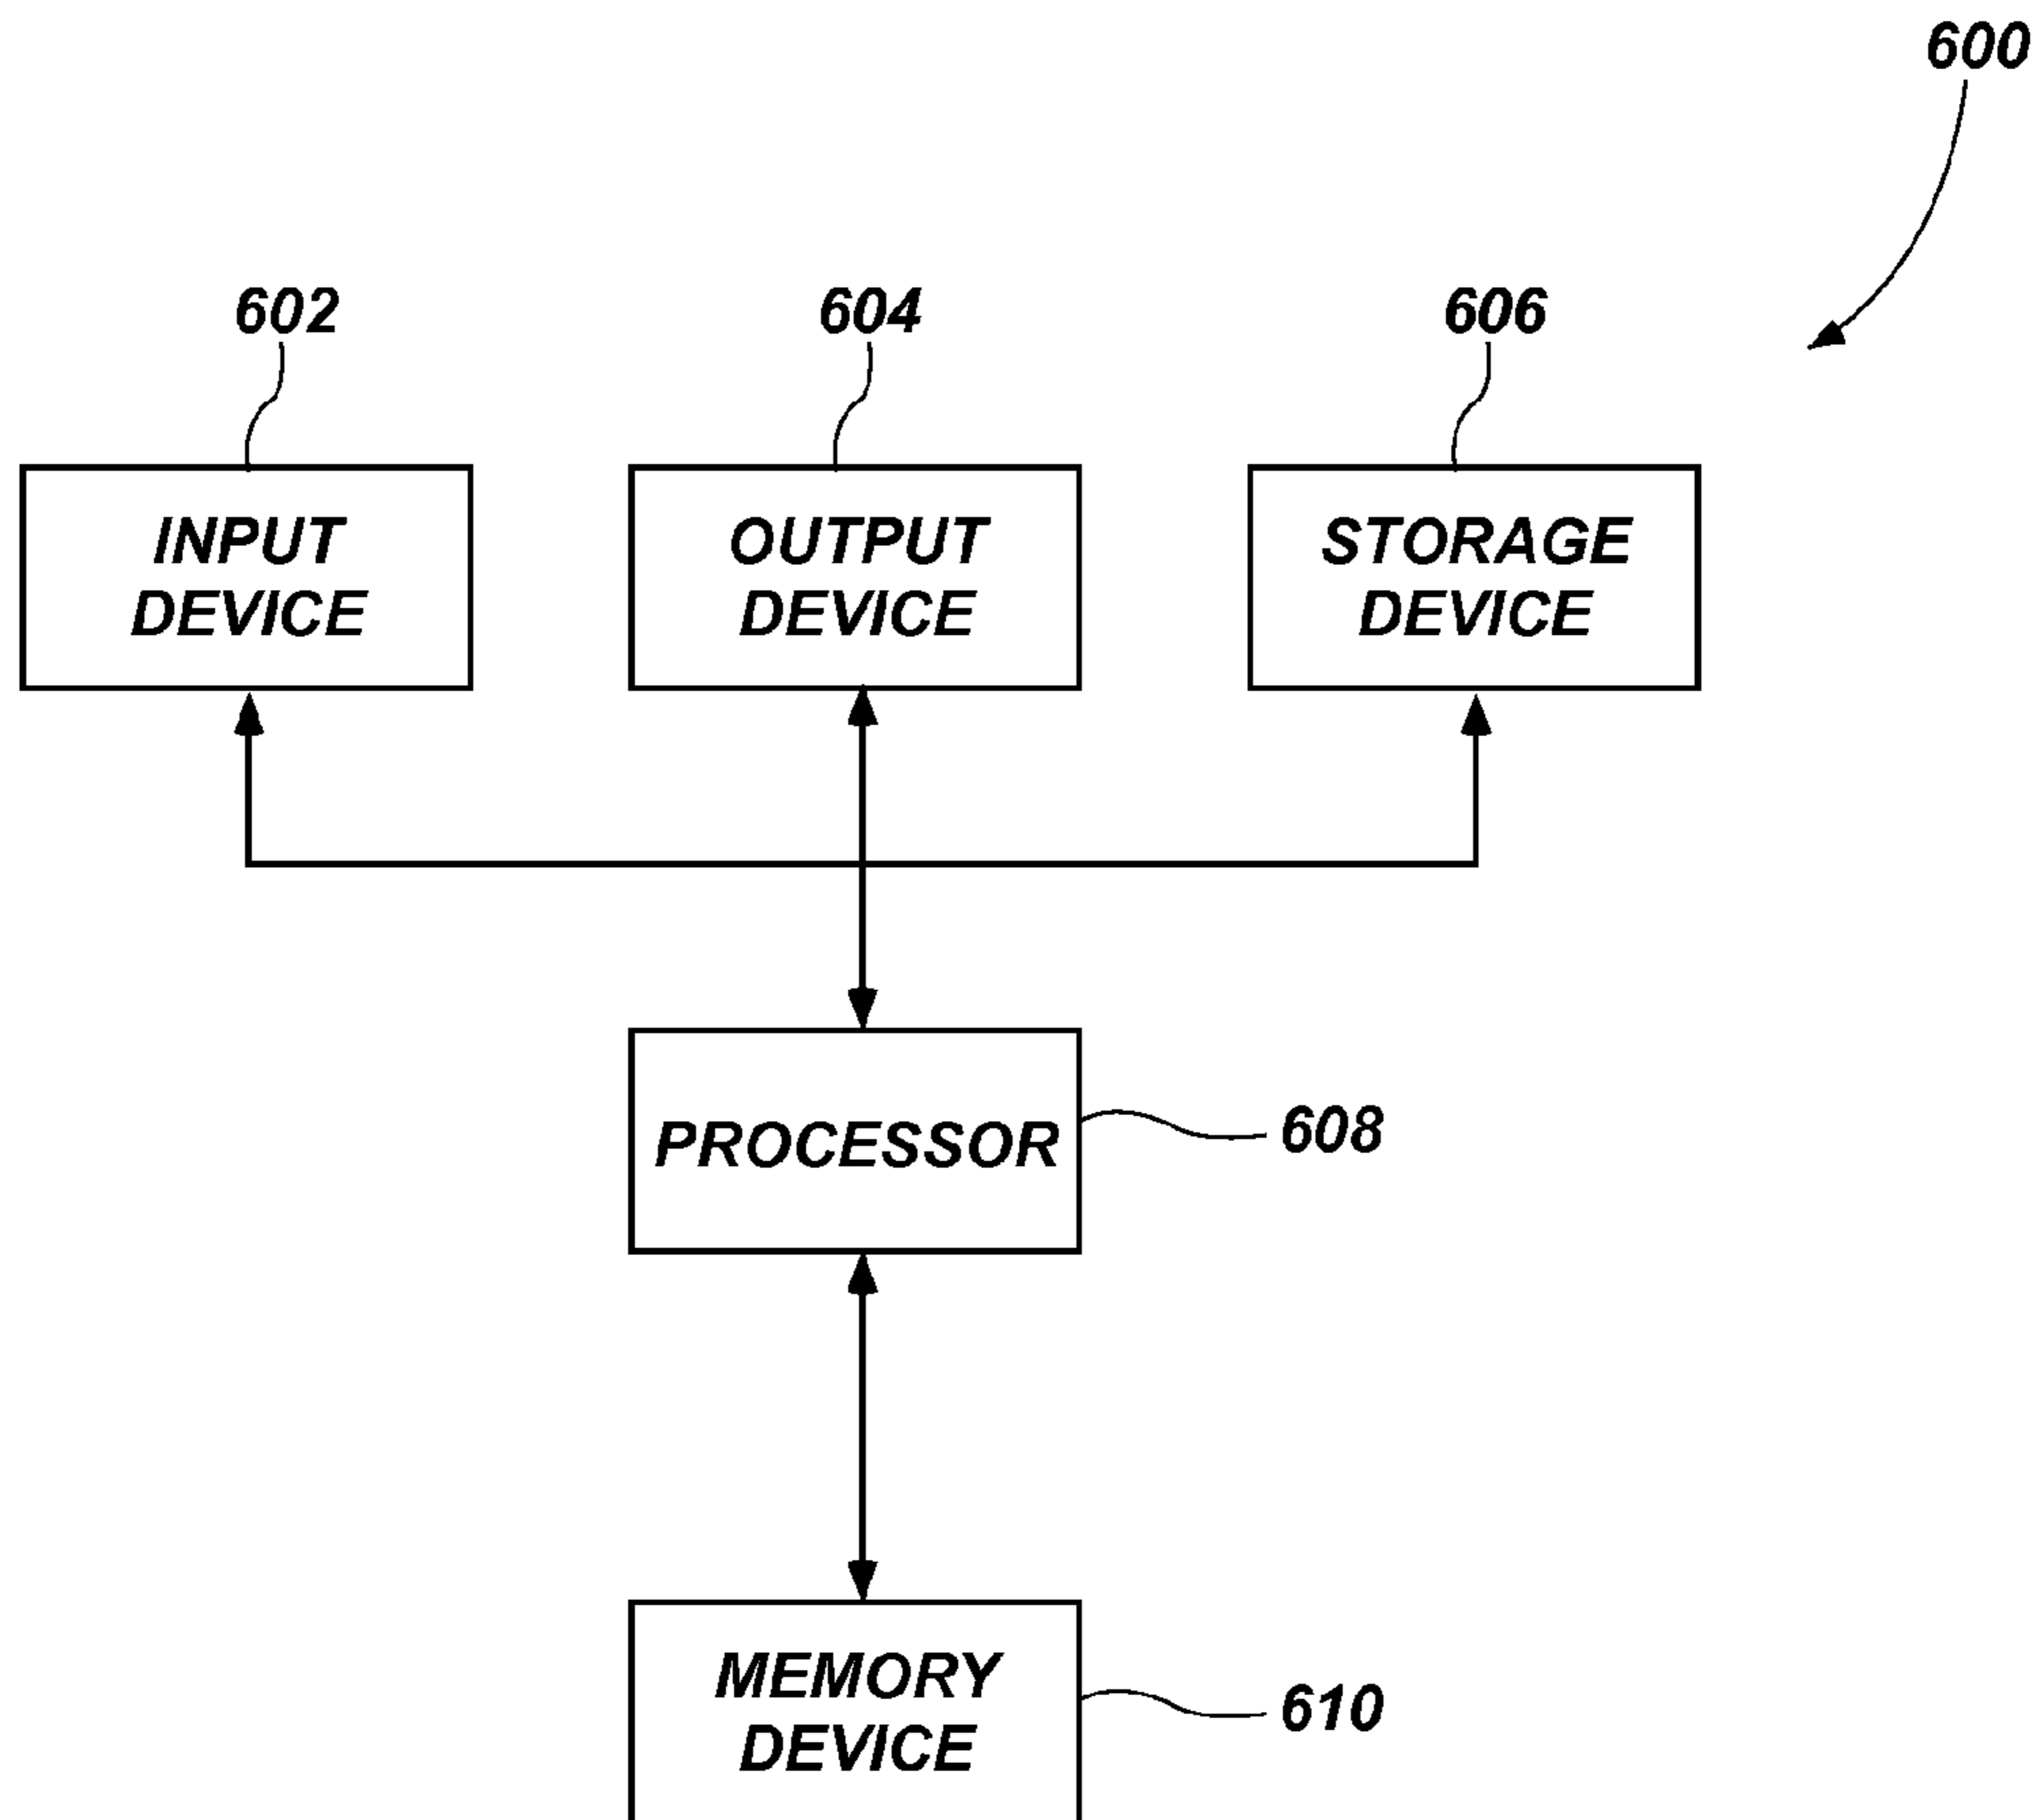 600
602
604
606
INPUT
DEVICE
OUTPUT
DEVICE
STORAGE
DEVICE
PROCESSOR
608
MEMORY
DEVICE
610